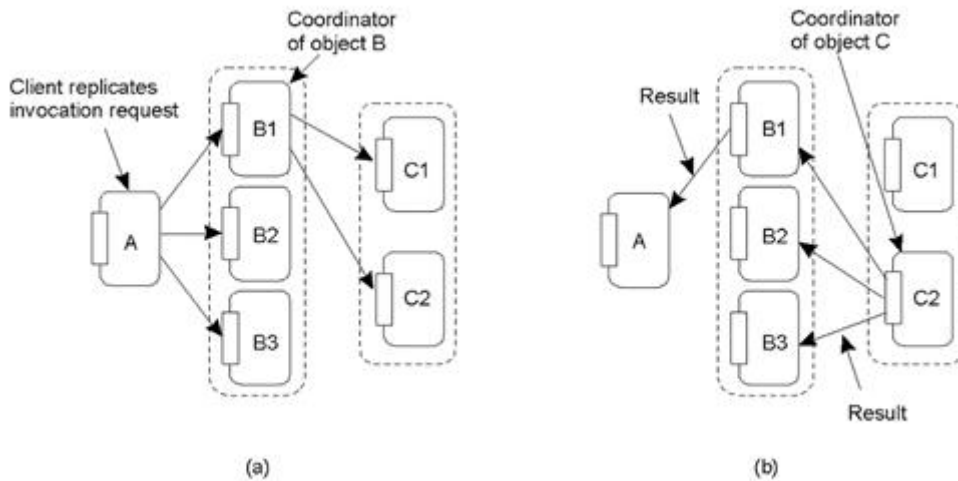 Coordinator
of object B
Client replicates
invocation request
B1
C1
A
B2
C2
B3
(a)
Coordinator
of object C
Result
B1
C1
A
B2
C2
B3
Result
(b)